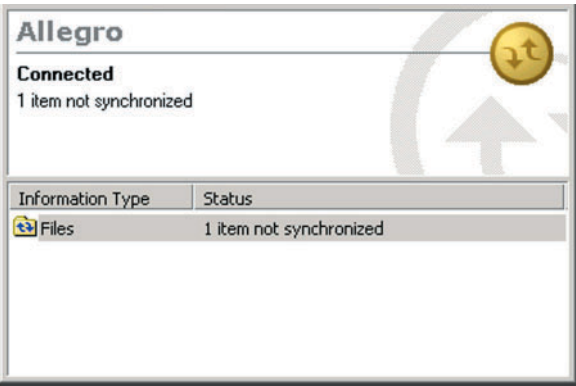 Allegro
Connected
1 item not synchronized
Information Type Status
Files 1 item not synchronized